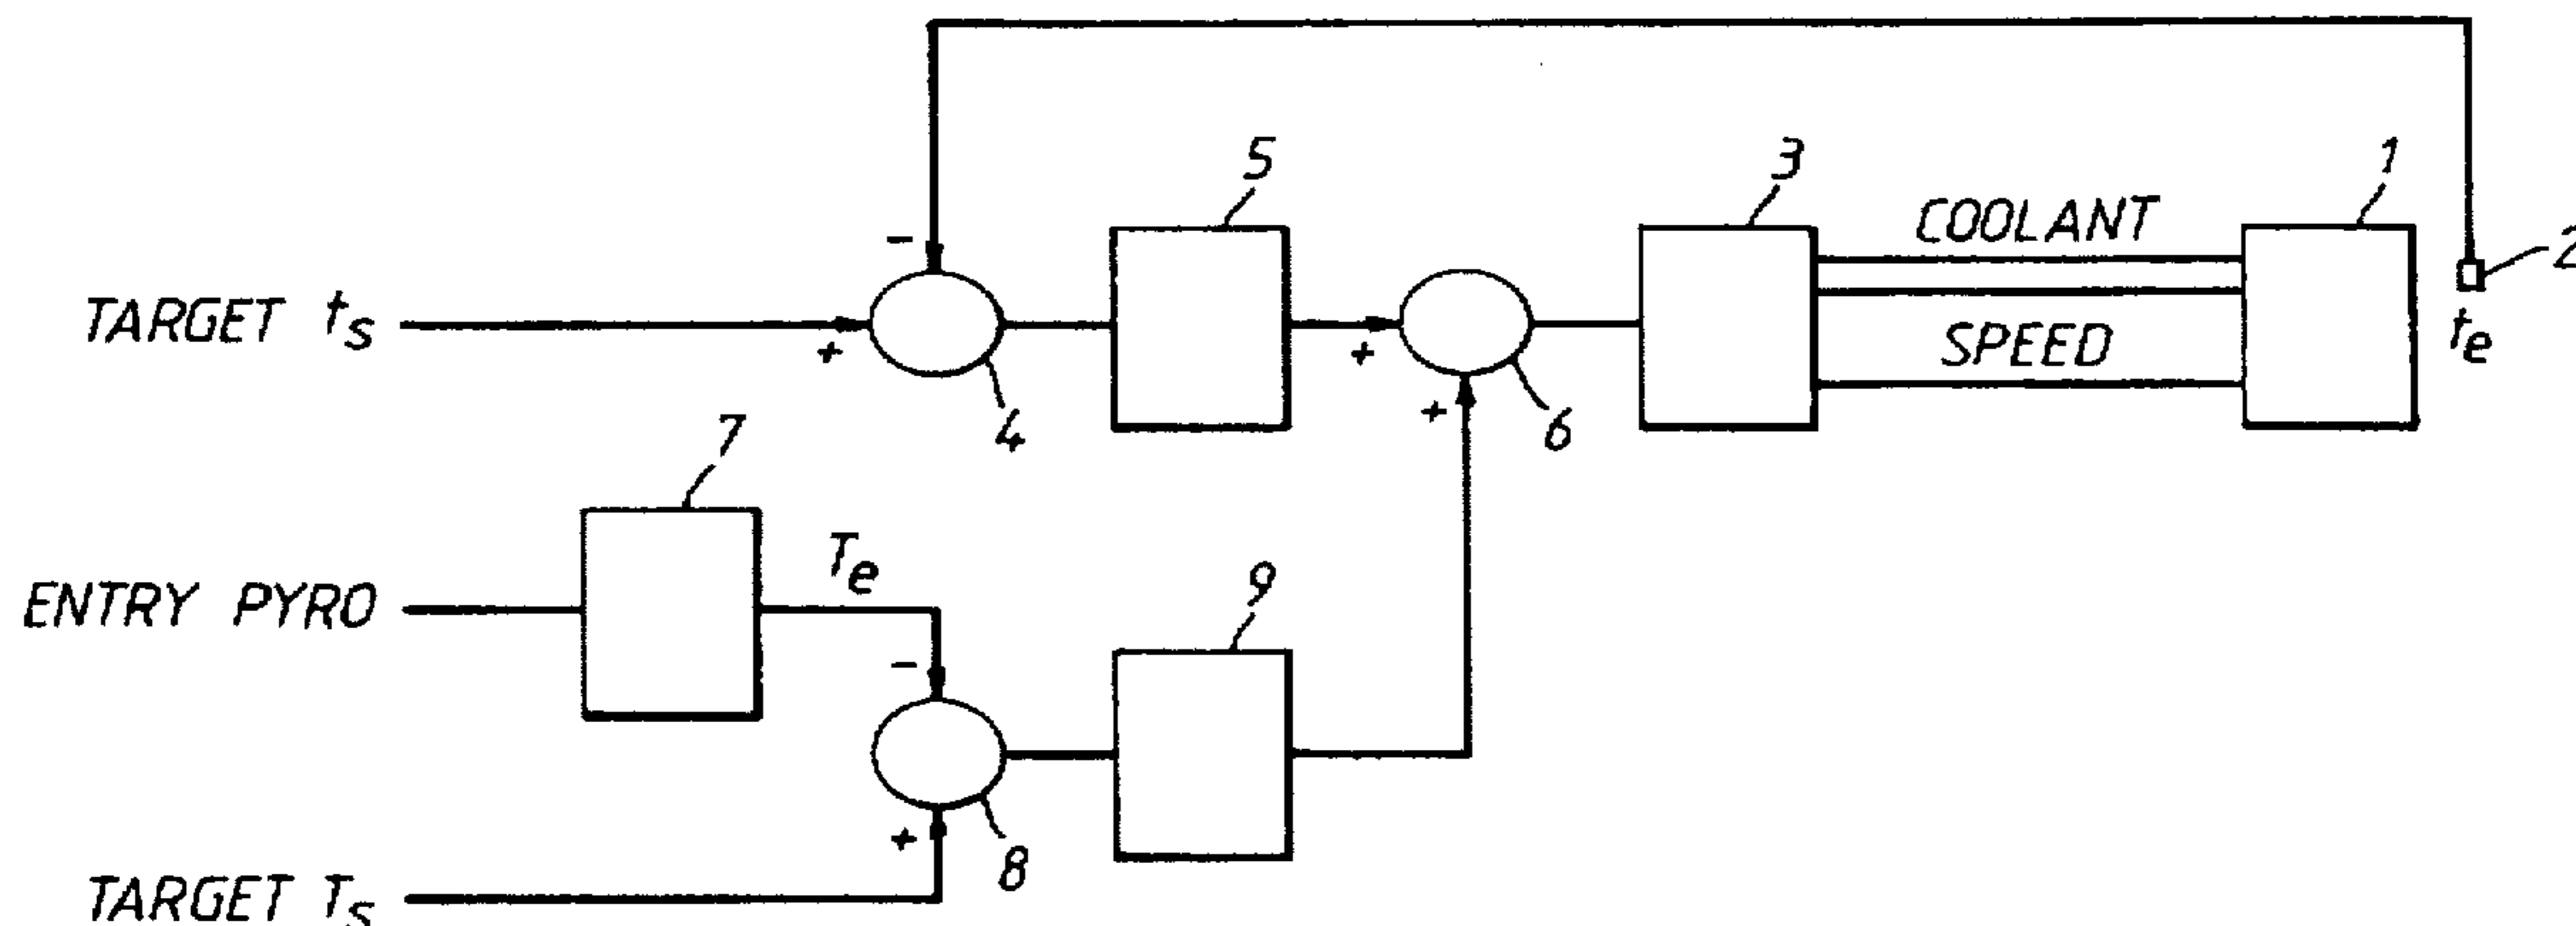 5
3
1
COOLANT
2
-
TARGET ts
+
+
SPEED
te
4
+
6
7
Te
9
ENTRY PYRO
-
+
8
TARGET Ts